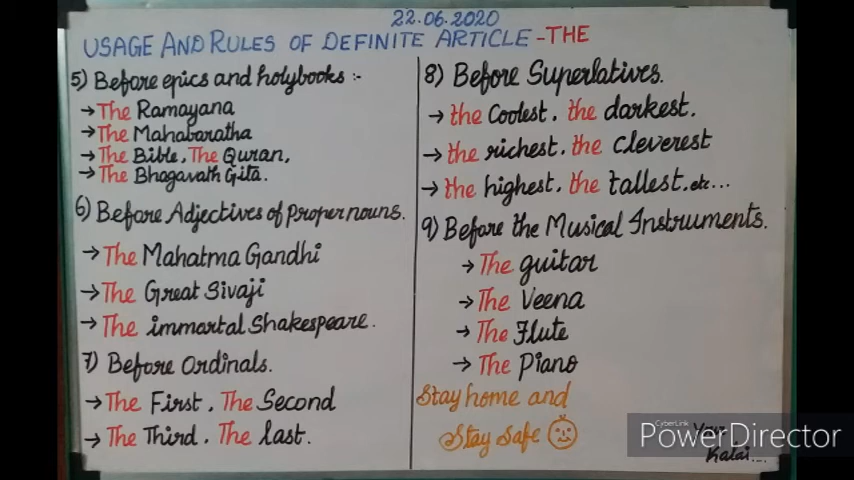 22.06.2020
USAGE AND RULES OF DEFINITE ARTICLE - THE
5) Before epics and holybooks :-
→ The Ramayana
→ The Mahabaratha
→ The Bible, The Quran,
→ The Bhagavath Gita.
6) Before Adjectives of Proper nouns.
→ The Mahatma Gandhi
→ The Great Sivaji
→ The immartal Shakespeare.
7) Before Ordinals.
→ The First, The Second
→ The Third, The last.
8) Before Superlatives.
→ the Coolest, the darkest.
→ the richest, the cleverest
→ the highest, the tallest, etc...
9) Before the Musical Instruments.
→ The guitar
→ The Veena
→ The Flute
→ The Piano
Stay home and
Stay safe
CyberLink
PowerDirector
Kalai....